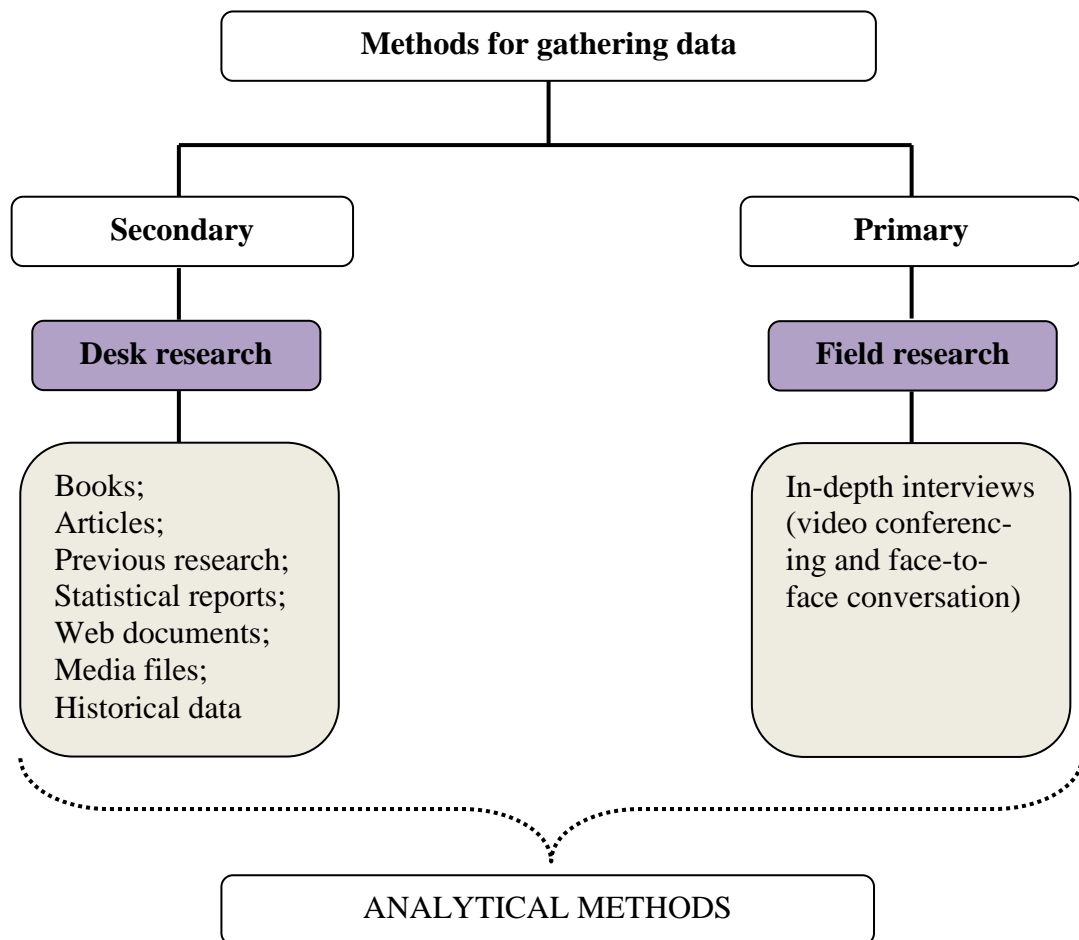 Methods for gathering data
Secondary
Primary
Desk research
Field research
Books;
Articles;
Previous research;
Statistical reports;
Web documents;
Media files;
Historical data
In-depth interviews
(video conferenc-
ing and face-to-
face conversation)
ANALYTICAL METHODS